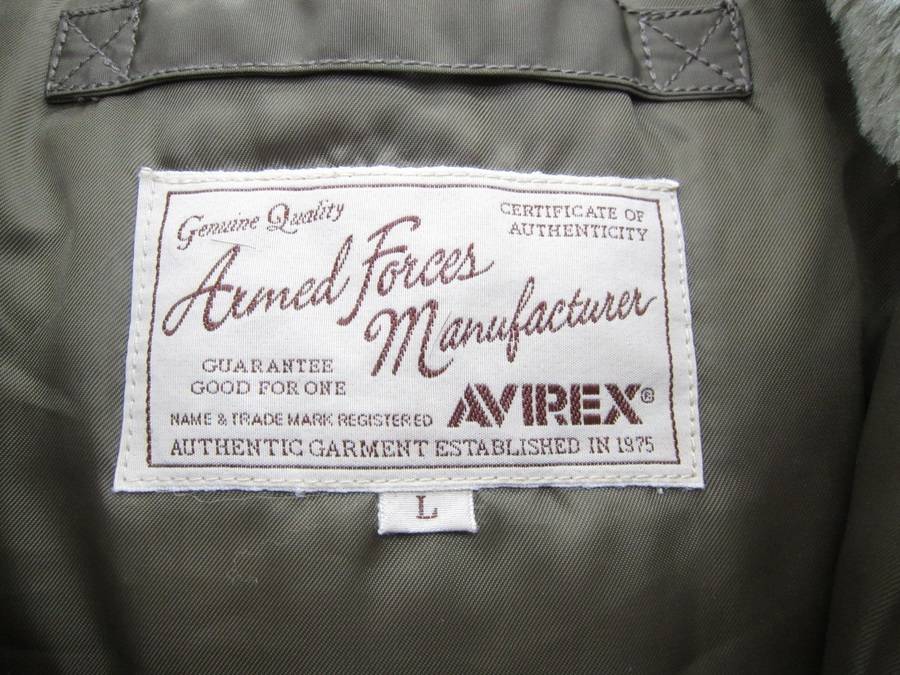 Genuine Quality
CERTIFICATE OF
AUTHENTICITY
Armed Forces
Manufacturer
GUARANTEE
GOOD FOR ONE
NAME & TRADE MARK REGISTERED
AVIREX®
AUTHENTIC GARMENT ESTABLISHED IN 1975
L